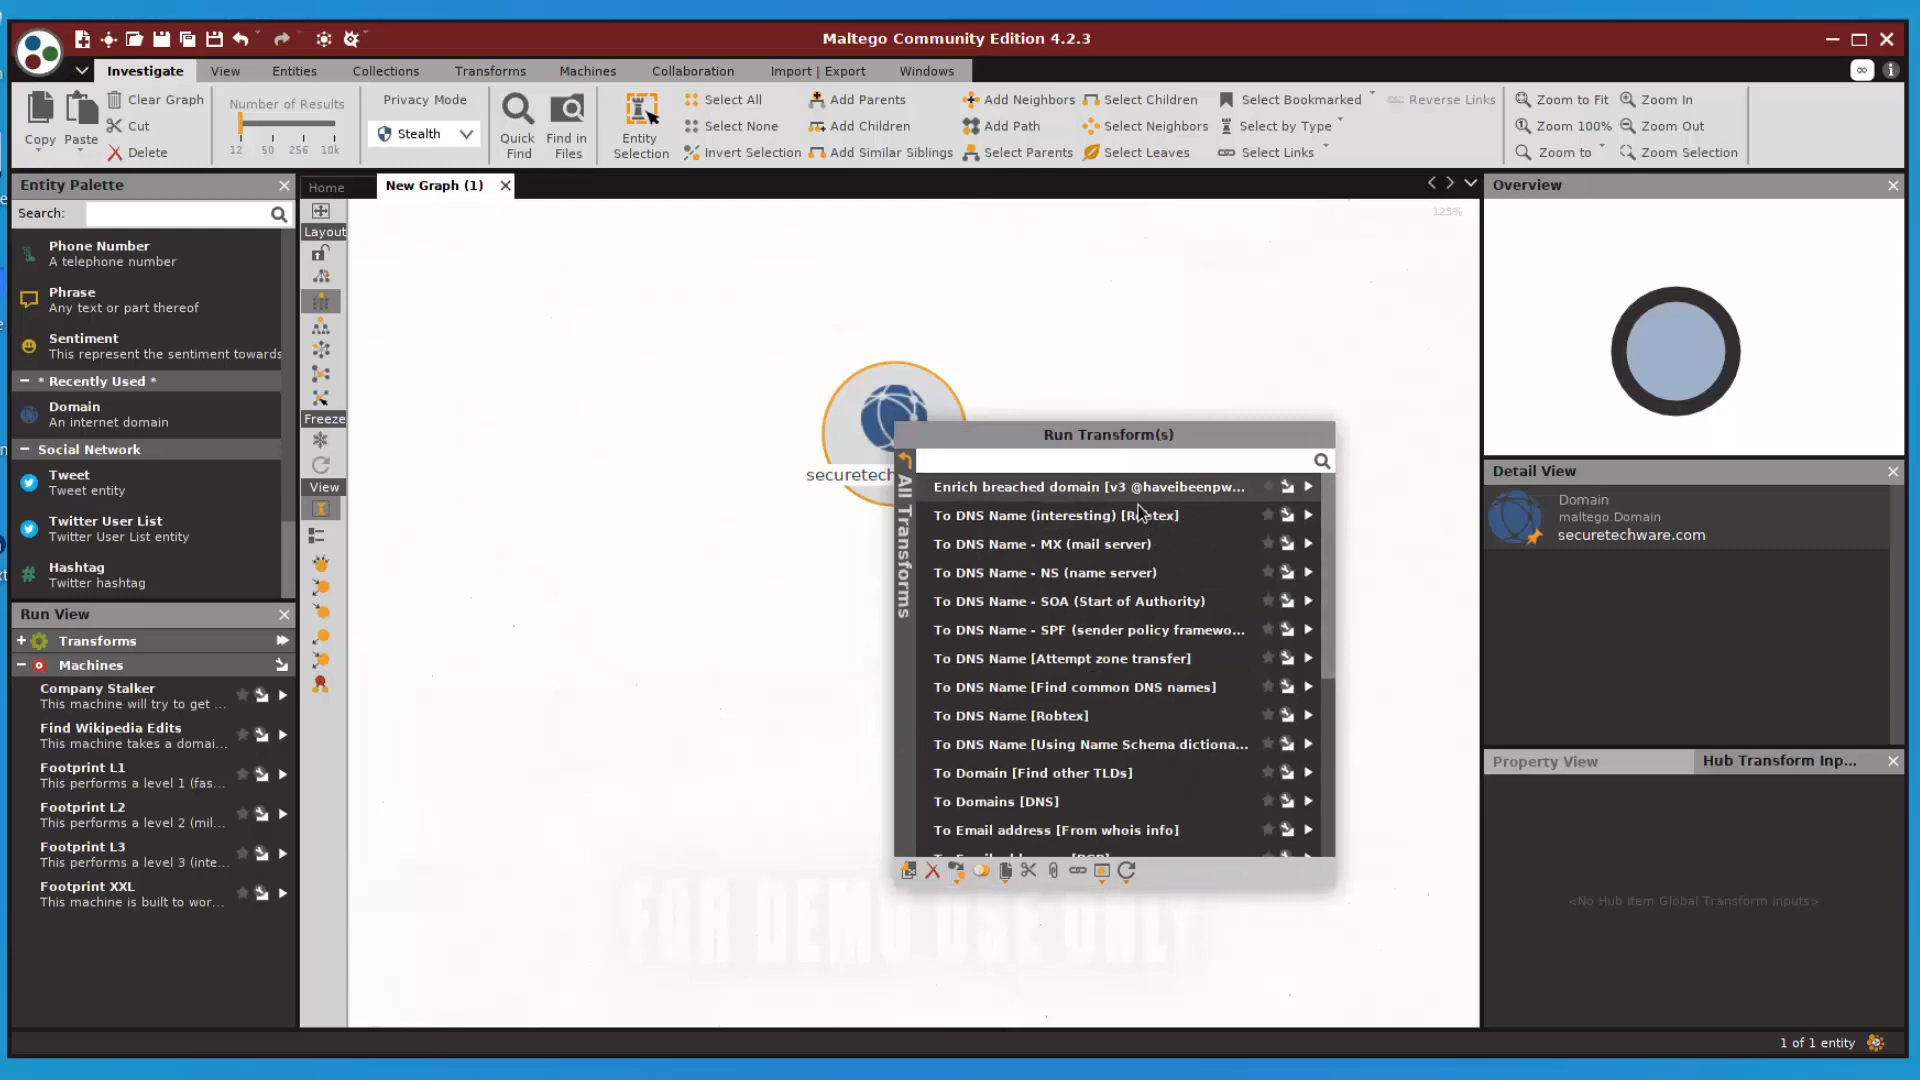 Maltego Community Edition 4.2.3
Investigate View Entities Collections Transforms Machines Collaboration Import | Export Windows
Copy
Paste
Clear Graph
Cut
Delete
Number of Results
12 50 256 10k
Privacy Mode
Stealth
Quick Find
Find in Files
Entity Selection
Select All
Select None
Invert Selection
Add Parents
Add Children
Add Similar Siblings
Add Neighbors
Add Path
Select Parents
Select Children
Select Neighbors
Select Leaves
Select Bookmarked
Select by Type
Select Links
Reverse Links
Zoom to Fit
Zoom 100%
Zoom to
Zoom In
Zoom Out
Zoom Selection
Entity Palette
Search:
Phone Number
A telephone number
Phrase
Any text or part thereof
Sentiment
This represent the sentiment towards
* Recently Used *
Domain
An internet domain
Social Network
Tweet
Tweet entity
Twitter User List
Twitter User List entity
Hashtag
Twitter hashtag
Run View
Transforms
Machines
Company Stalker
This machine will try to get ...
Find Wikipedia Edits
This machine takes a domai...
Footprint L1
This performs a level 1 (fas...
Footprint L2
This performs a level 2 (mil...
Footprint L3
This performs a level 3 (inte...
Footprint XXL
This machine is built to wor...
Home
New Graph (1)
Layout
Freeze
View
125%
securetech
Run Transform(s)
All Transforms
Enrich breached domain [v3 @haveibeenpw...
To DNS Name (interesting) [Robtex]
To DNS Name - MX (mail server)
To DNS Name - NS (name server)
To DNS Name - SOA (Start of Authority)
To DNS Name - SPF (sender policy framewo...
To DNS Name [Attempt zone transfer]
To DNS Name [Find common DNS names]
To DNS Name [Robtex]
To DNS Name [Using Name Schema dictiona...
To Domain [Find other TLDs]
To Domains [DNS]
To Email address [From whois info]
FOR DEMO USE ONLY
Overview
Detail View
Domain
maltego.Domain
securetechware.com
Property View
Hub Transform Inp...
<No Hub Item Global Transform Inputs>
1 of 1 entity